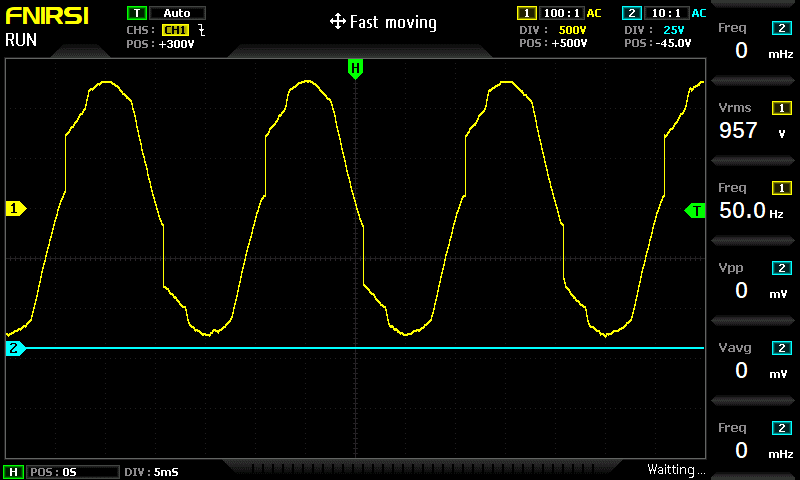 FNIRSI
RUN
T Auto
CHS: CH1
POS: +300V
Fast moving
1 100:1 AC
DIV: 500V
POS: +500V
2 10:1 AC
DIV: 25V
POS: -45.0V
H
1
T
2
Freq 2
0 mHz
Vrms 1
957 V
Freq 1
50.0 Hz
Vpp 2
0 mV
Vavg 2
0 mV
Freq 2
0 mHz
H POS: 0S DIV: 5mS
Waitting...